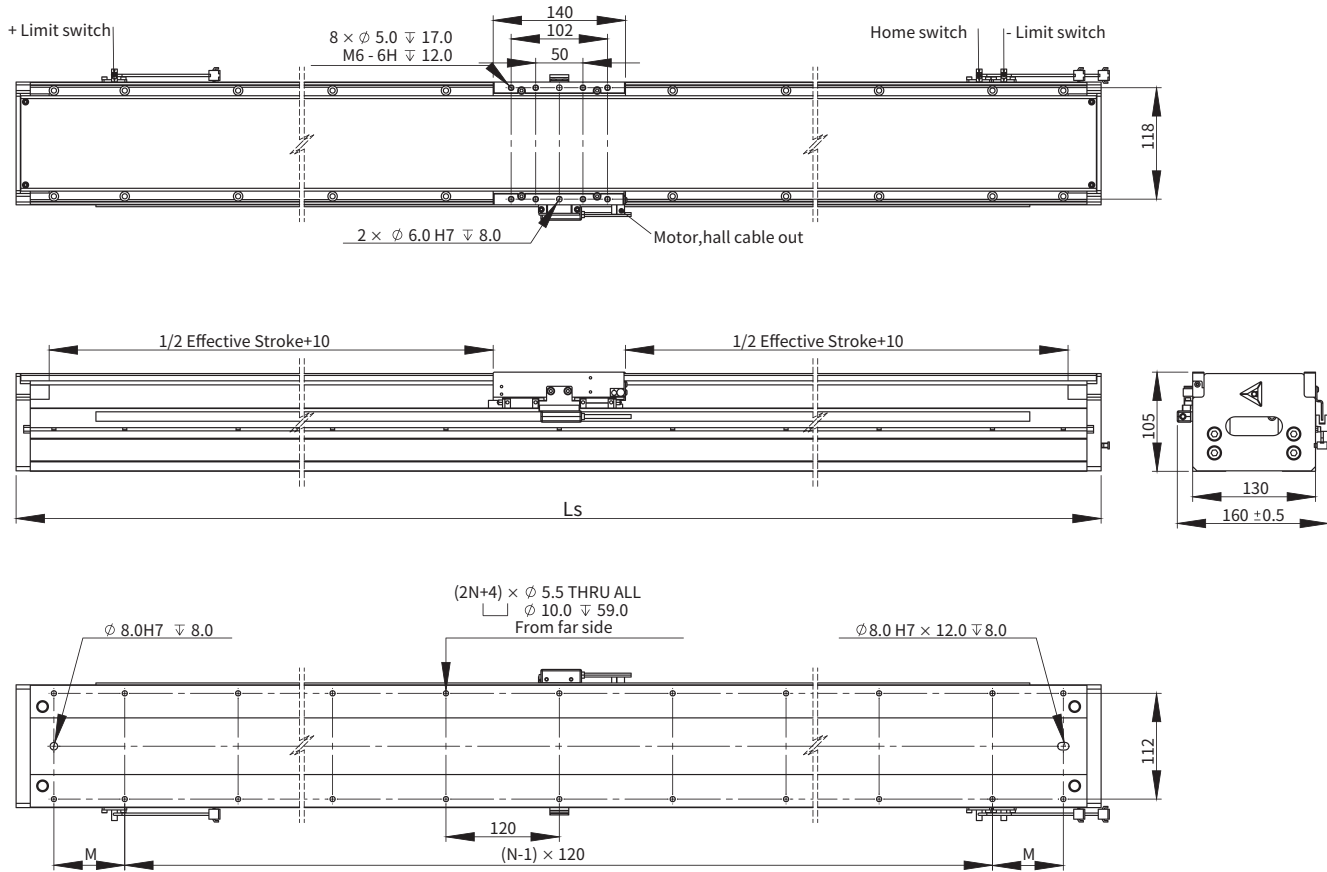 + Limit switch
8 × ∅ 5.0 ↧ 17.0
M6 - 6H ↧ 12.0
140
102
50
Home switch
- Limit switch
118
2 × ∅ 6.0 H7 ↧ 8.0
Motor,hall cable out
1/2 Effective Stroke+10
1/2 Effective Stroke+10
105
130
160 ±0.5
Ls
(2N+4) × ∅ 5.5 THRU ALL
⌴ ∅ 10.0 ↧ 59.0
From far side
∅ 8.0H7 ↧ 8.0
∅8.0 H7 × 12.0 ↧8.0
112
120
M
(N-1) × 120
M